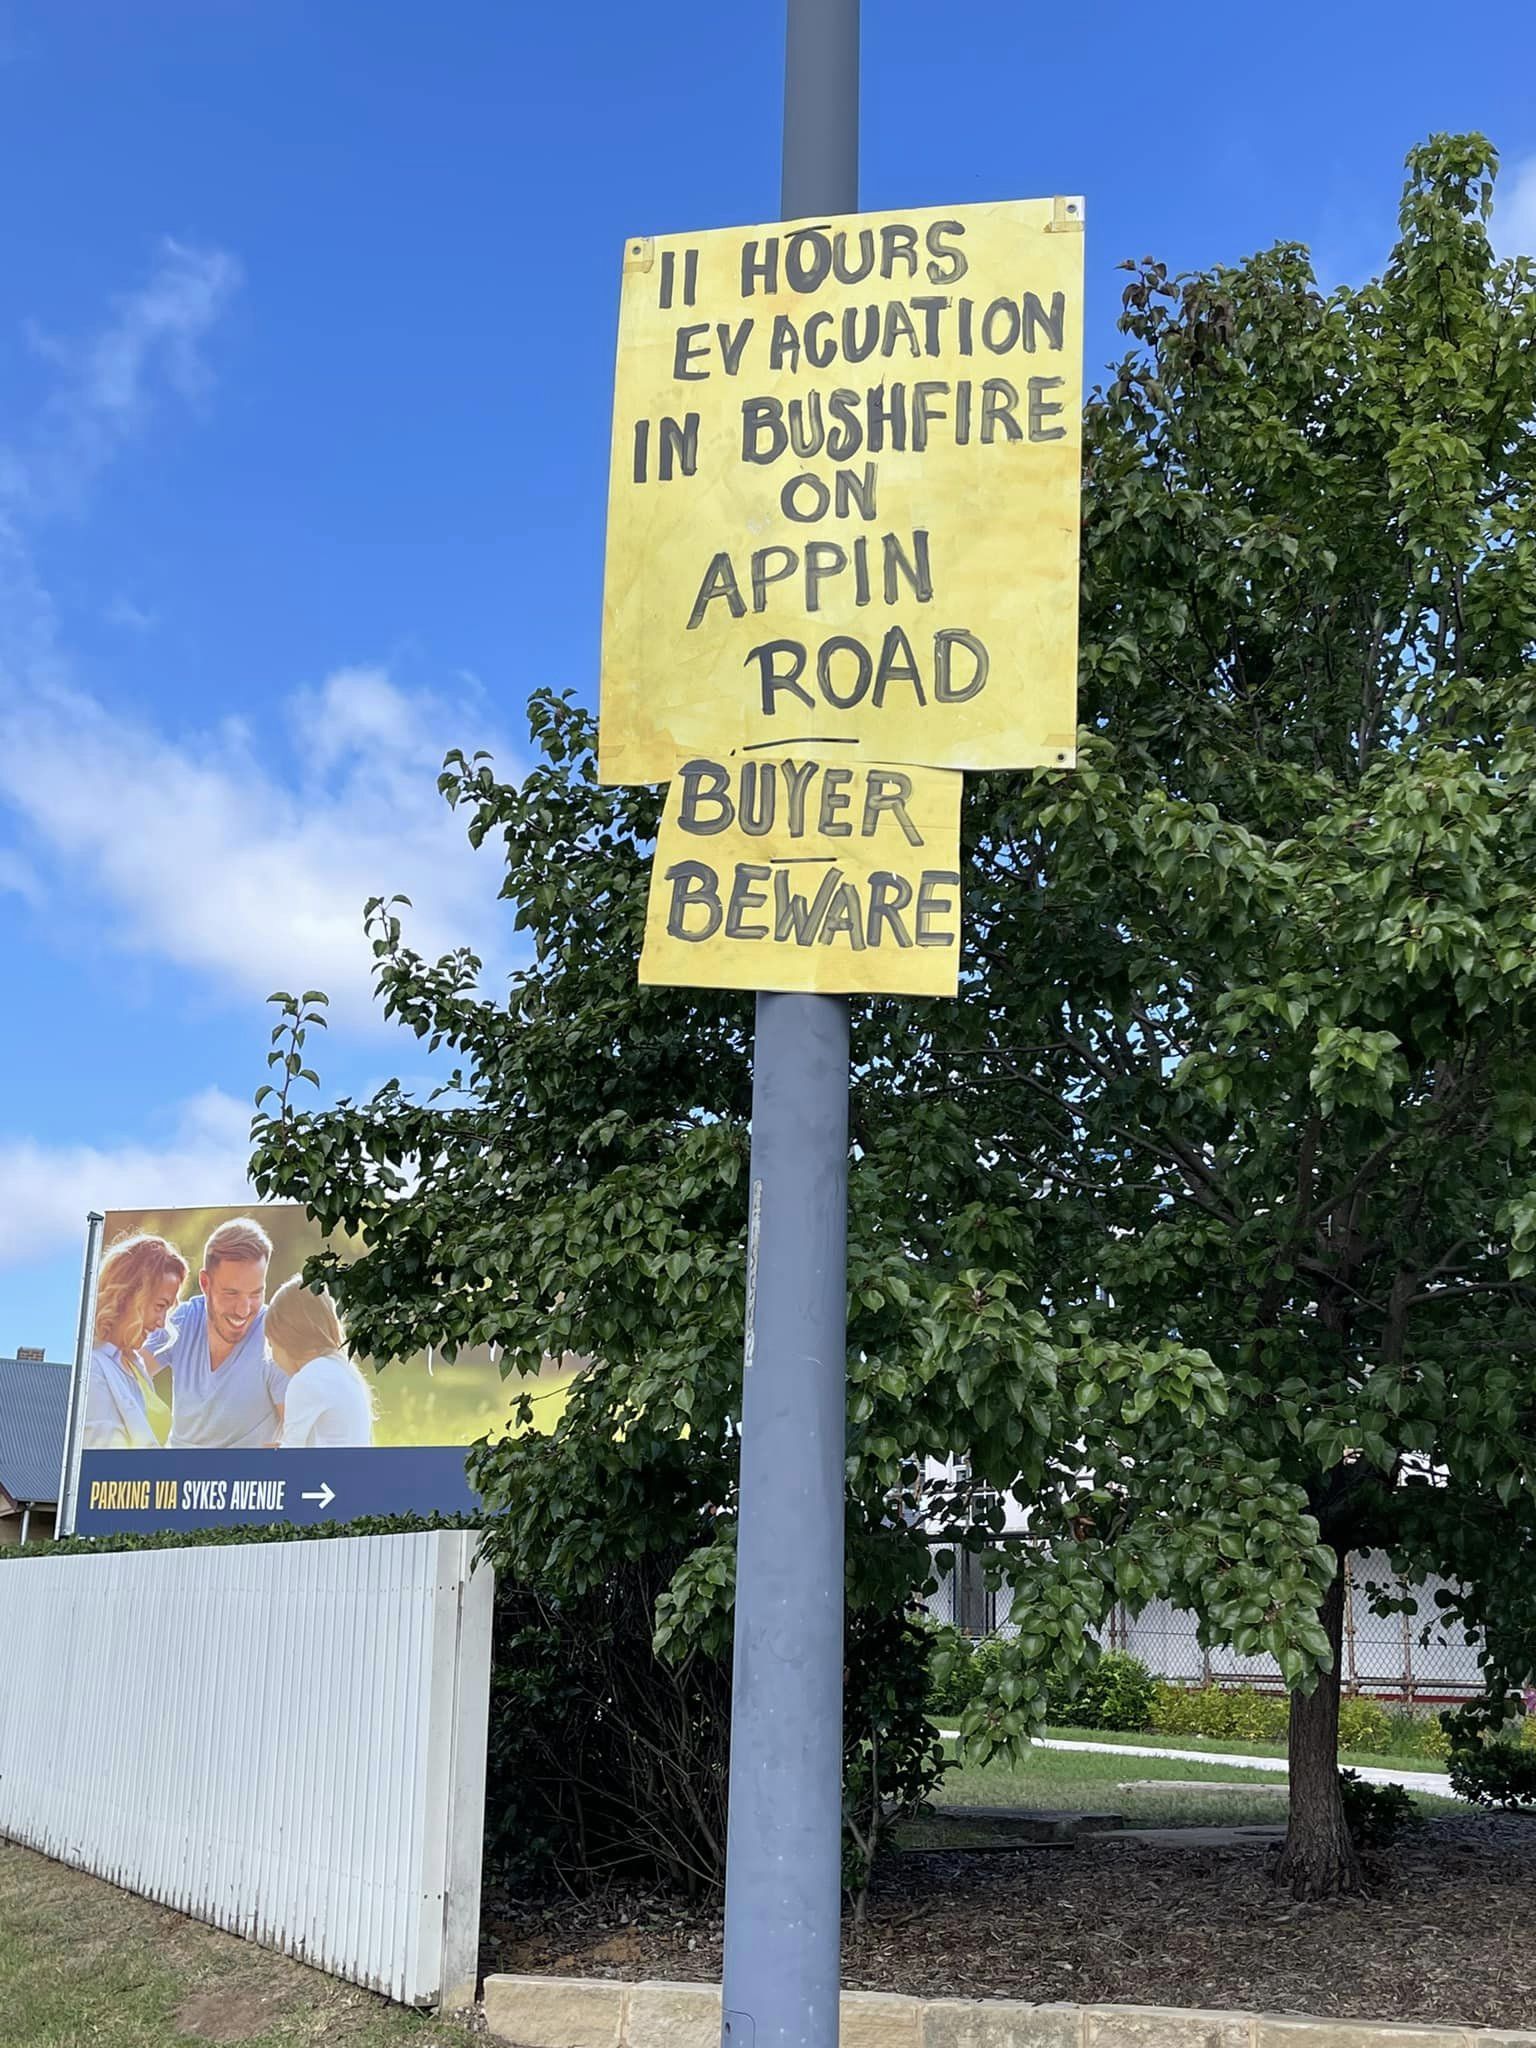 11 HOURS
EVACUATION
IN BUSHFIRE
ON
APPIN
ROAD
BUYER
BEWARE
PARKING VIA SYKES AVENUE →